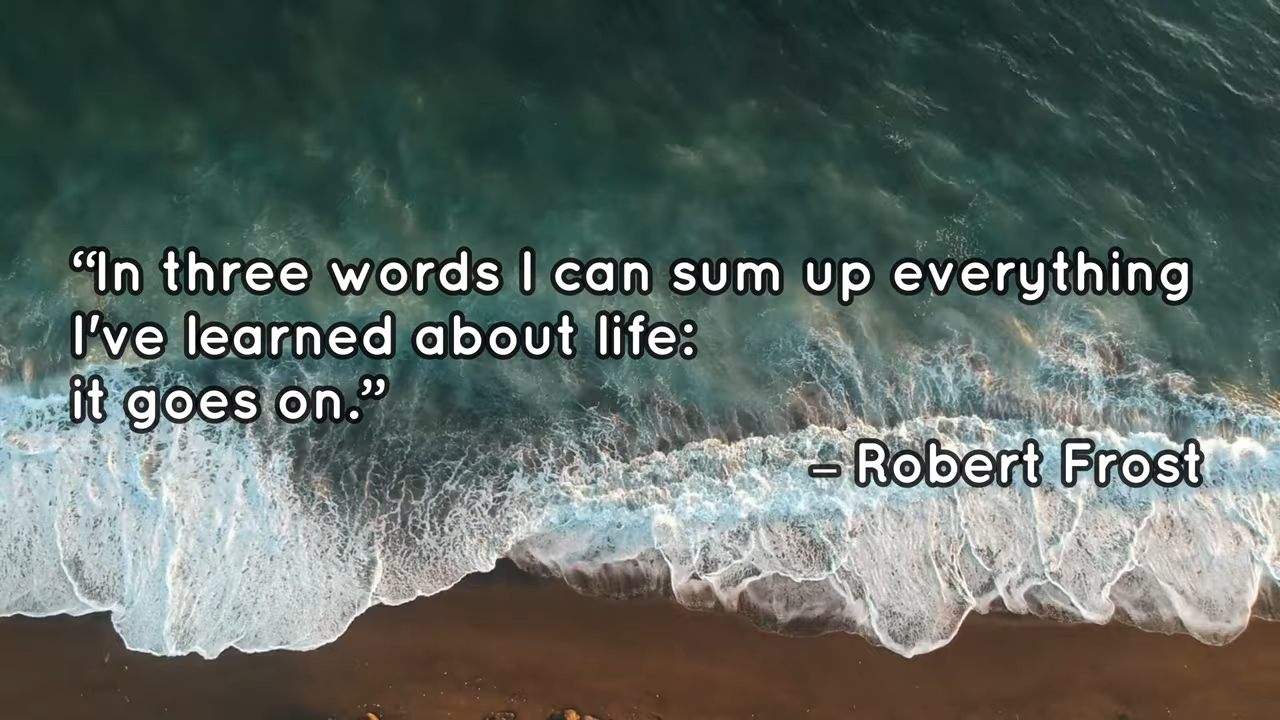 “In three words I can sum up everything
I've learned about life:
it goes on.”
– Robert Frost